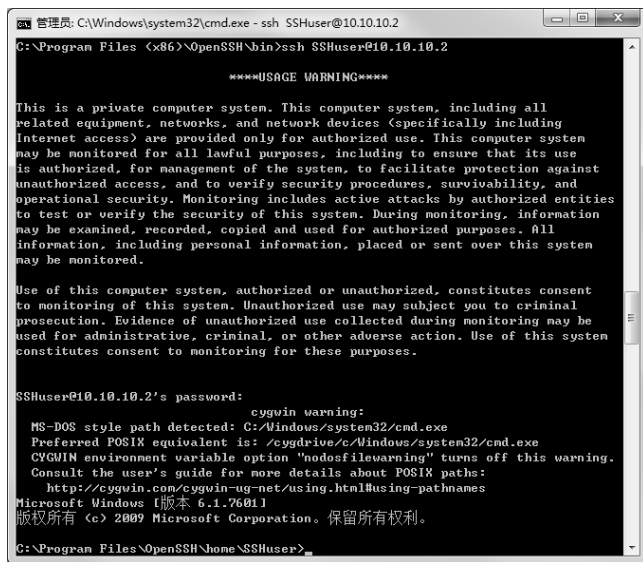 管理员: C:\Windows\system32\cmd.exe - ssh SSHuser@10.10.10.2
C:\Program Files (x86)\OpenSSH\bin>ssh SSHuser@10.10.10.2
****USAGE WARNING****
This is a private computer system. This computer system, including all
related equipment, networks, and network devices (specifically including
Internet access) are provided only for authorized use. This computer system
may be monitored for all lawful purposes, including to ensure that its use
is authorized, for management of the system, to facilitate protection against
unauthorized access, and to verify security procedures, survivability, and
operational security. Monitoring includes active attacks by authorized entities
to test or verify the security of this system. During monitoring, information
may be examined, recorded, copied and used for authorized purposes. All
information, including personal information, placed or sent over this system
may be monitored.
Use of this computer system, authorized or unauthorized, constitutes consent
to monitoring of this system. Unauthorized use may subject you to criminal
prosecution. Evidence of unauthorized use collected during monitoring may be
used for administrative, criminal, or other adverse action. Use of this system
constitutes consent to monitoring for these purposes.
SSHuser@10.10.10.2's password:
cygwin warning:
MS-DOS style path detected: C:/Windows/system32/cmd.exe
Preferred POSIX equivalent is: /cygdrive/c/Windows/system32/cmd.exe
CYGWIN environment variable option "nodosfilewarning" turns off this warning.
Consult the user's guide for more details about POSIX paths:
http://cygwin.com/cygwin-ug-net/using.html#using-pathnames
Microsoft Windows [版本 6.1.7601]
版权所有 (c) 2009 Microsoft Corporation。保留所有权利。
C:\Program Files\OpenSSH\home\SSHuser>_